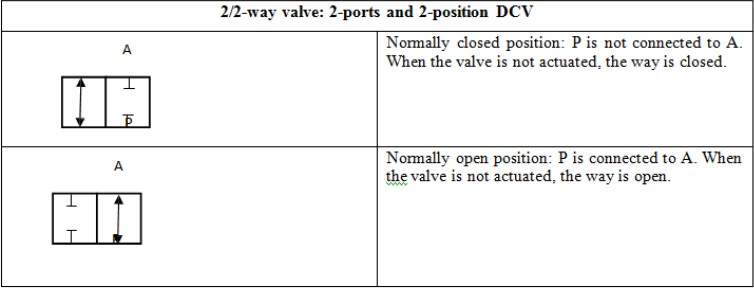 2/2-way valve: 2-ports and 2-position DCV
A
Normally closed position: P is not connected to A.
When the valve is not actuated, the way is closed.
P
A
Normally open position: P is connected to A. When
the valve is not actuated, the way is open.